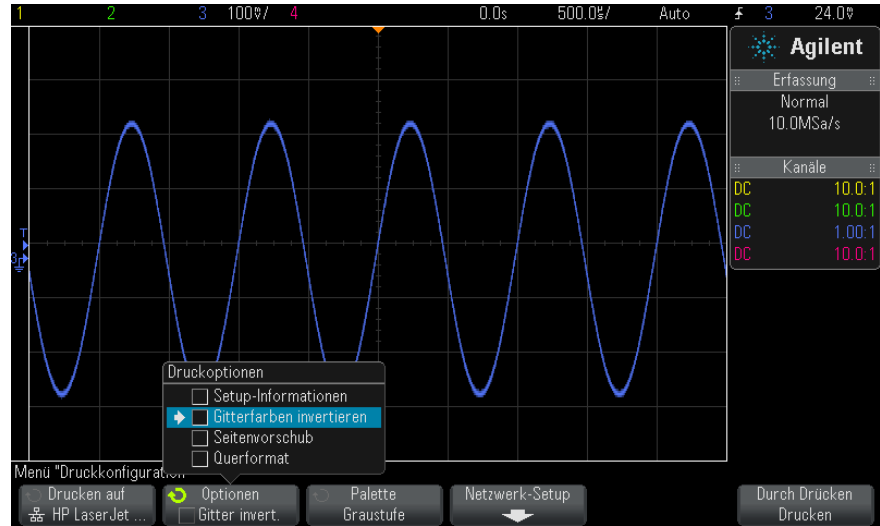 1 2 3 100V/ 4 0.0s 500.0µs/ Auto 3 24.0V
Agilent
Erfassung
Normal
10.0MSa/s
Kanäle
DC 10.0:1
DC 10.0:1
DC 1.00:1
DC 10.0:1
T
3
Druckoptionen
Setup-Informationen
Gitterfarben invertieren
Seitenvorschub
Querformat
Menü "Druckkonfiguration
Drucken auf
HP LaserJet ...
Optionen
Gitter invert.
Palette
Graustufe
Netzwerk-Setup
Durch Drücken
Drucken